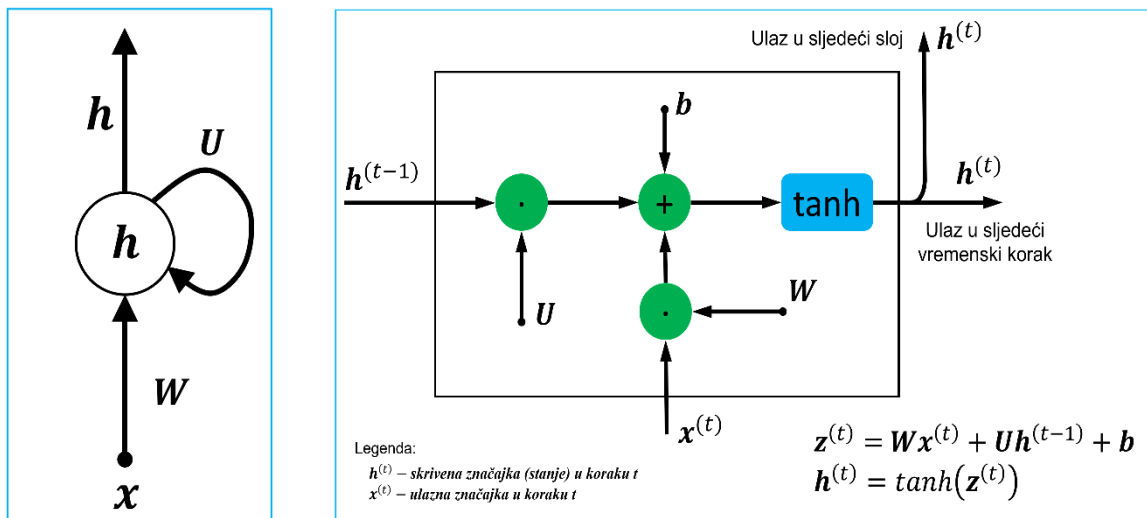 h
U
h
W
x
Ulaz u sljedeći sloj
h^(t)
b
h^(t-1)
·
+
tanh
h^(t)
Ulaz u sljedeći
vremenski korak
U
·
W
x^(t)
Legenda:
h^(t) – skrivena značajka (stanje) u koraku t
x^(t) – ulazna značajka u koraku t
z^(t) = Wx^(t) + Uh^(t-1) + b
h^(t) = tanh(z^(t))